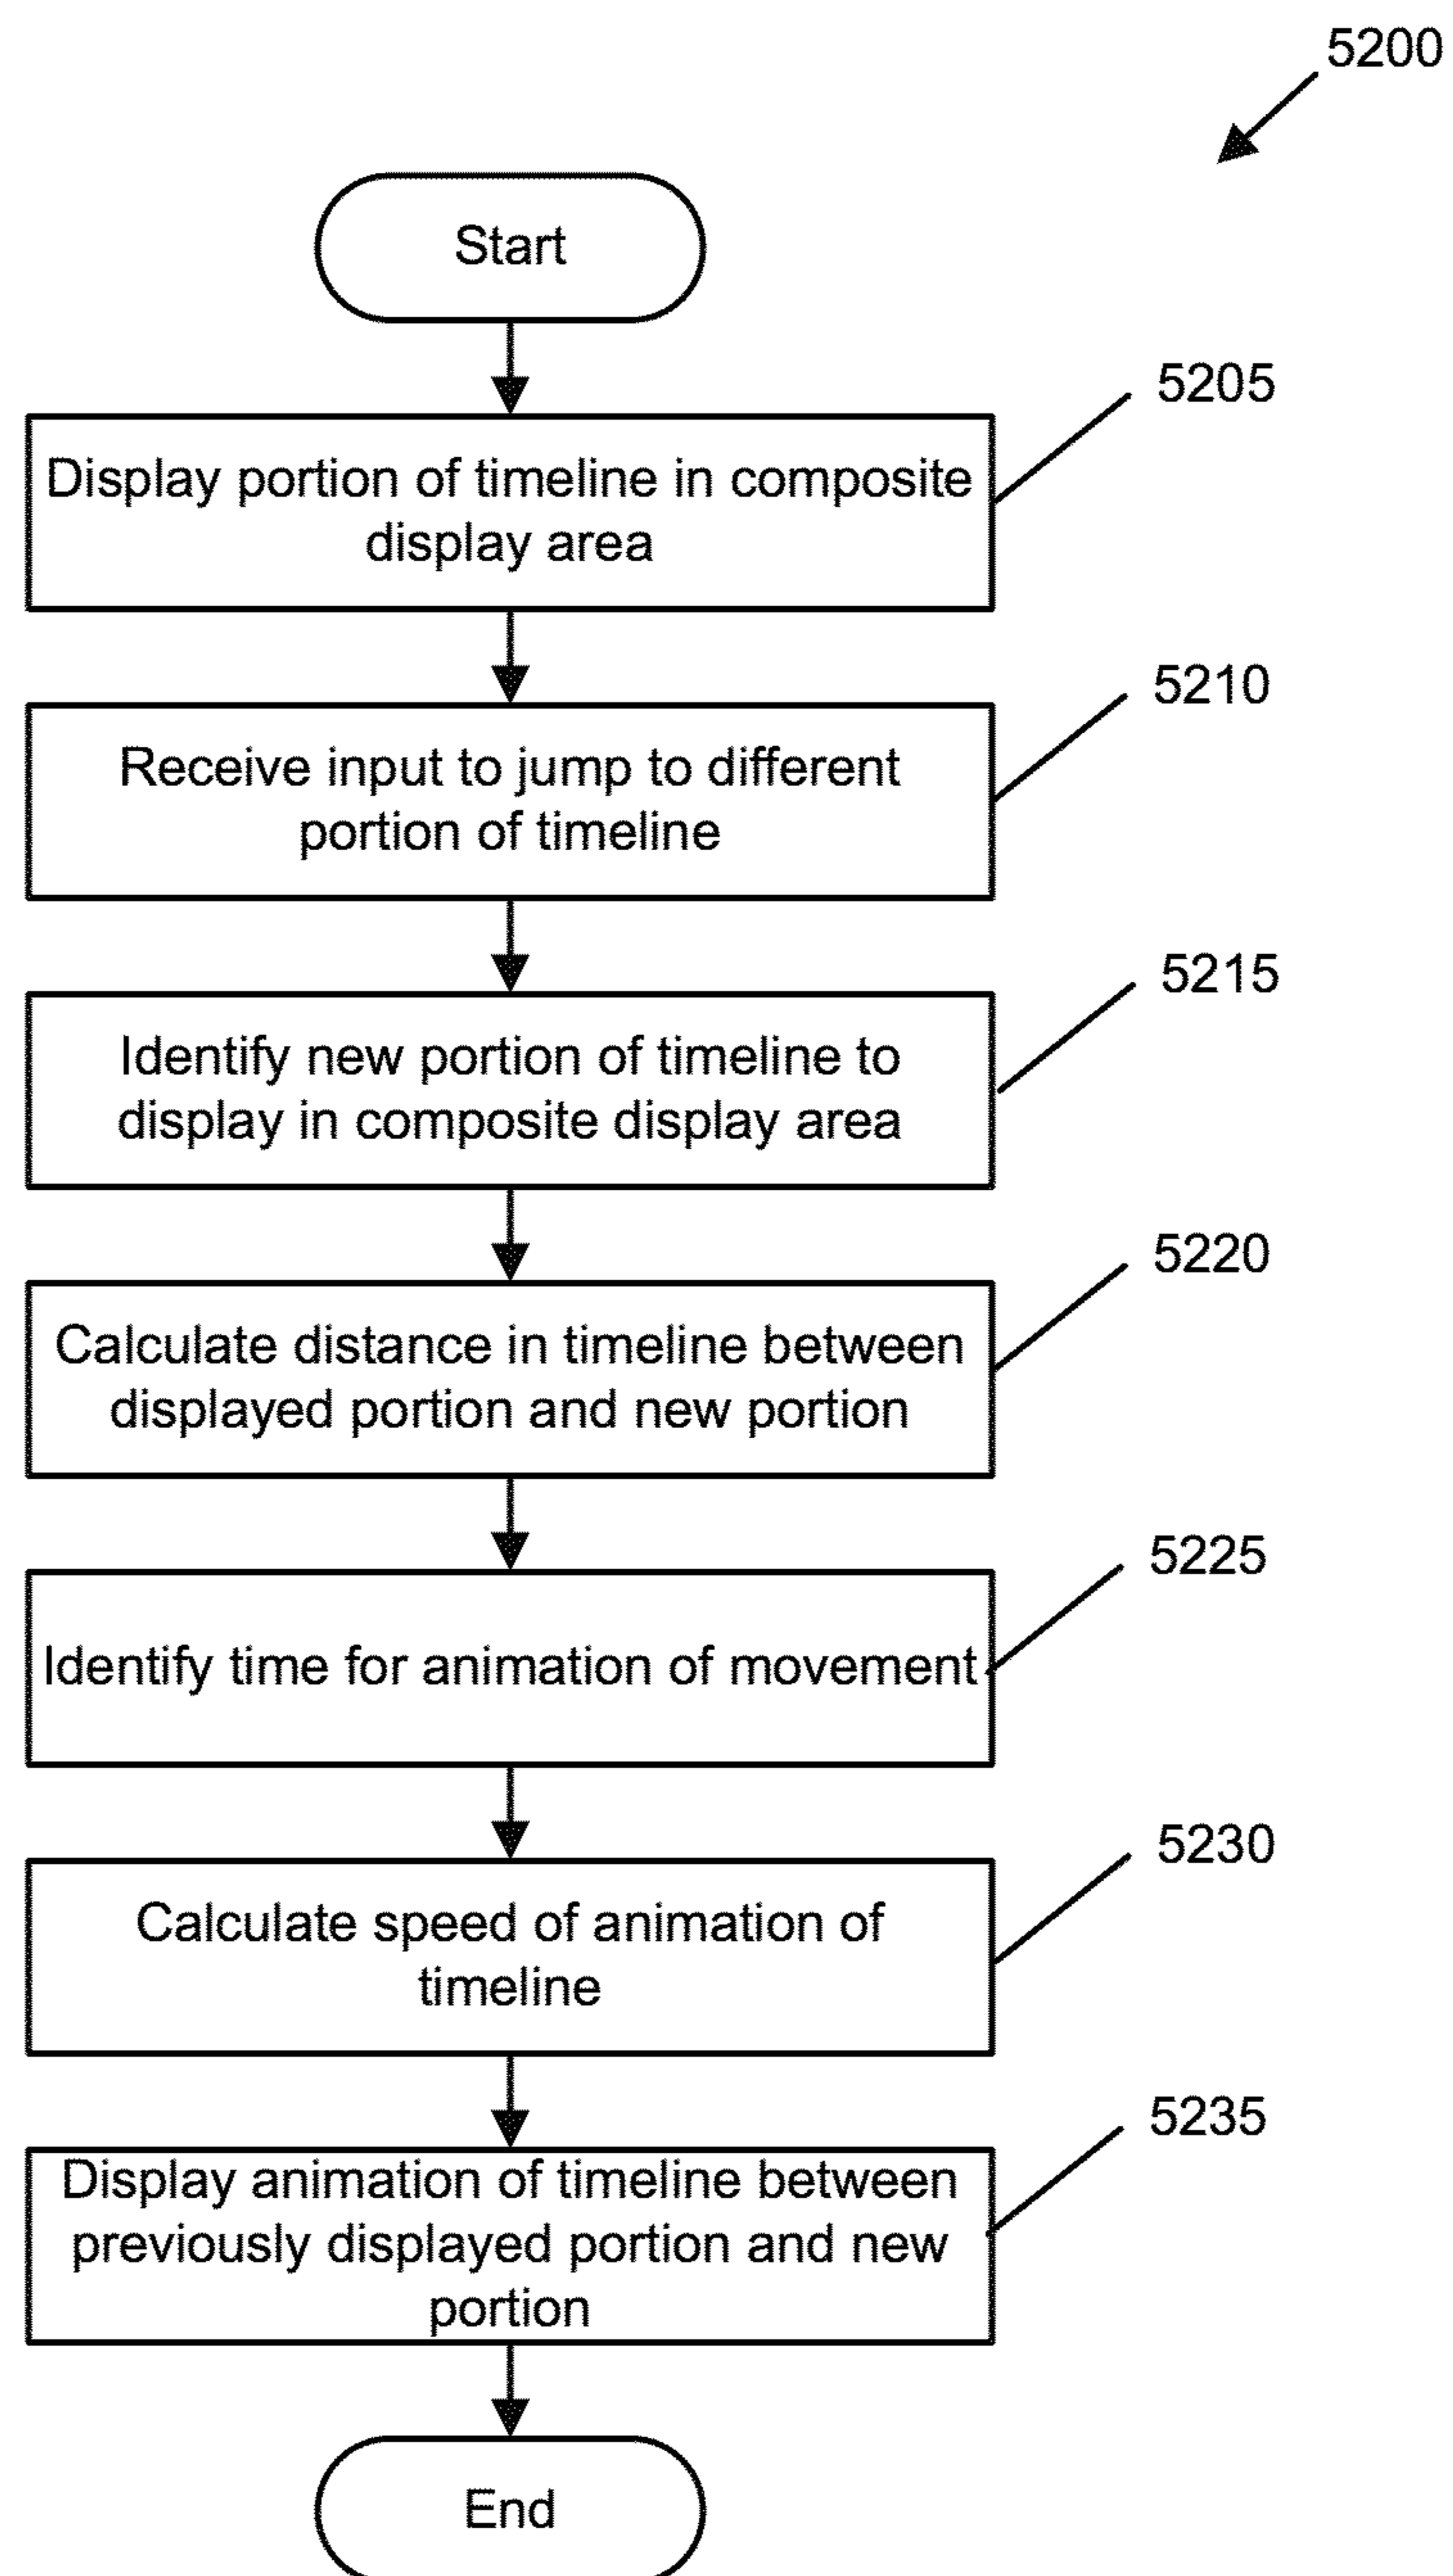 5200
Start
5205
Display portion of timeline in composite
display area
5210
Receive input to jump to different
portion of timeline
5215
Identify new portion of timeline to
display in composite display area
5220
Calculate distance in timeline between
displayed portion and new portion
5225
Identify time for animation of movement
5230
Calculate speed of animation of
timeline
5235
Display animation of timeline between
previously displayed portion and new
portion
End